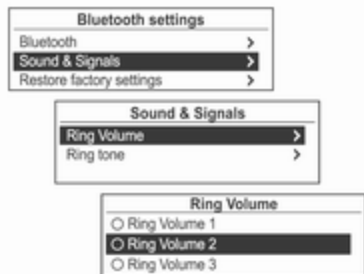 Bluetooth settings
Bluetooth >
Sound & Signals >
Restore factory settings >
Sound & Signals
Ring Volume >
Ring tone >
Ring Volume
Ring Volume 1
Ring Volume 2
Ring Volume 3